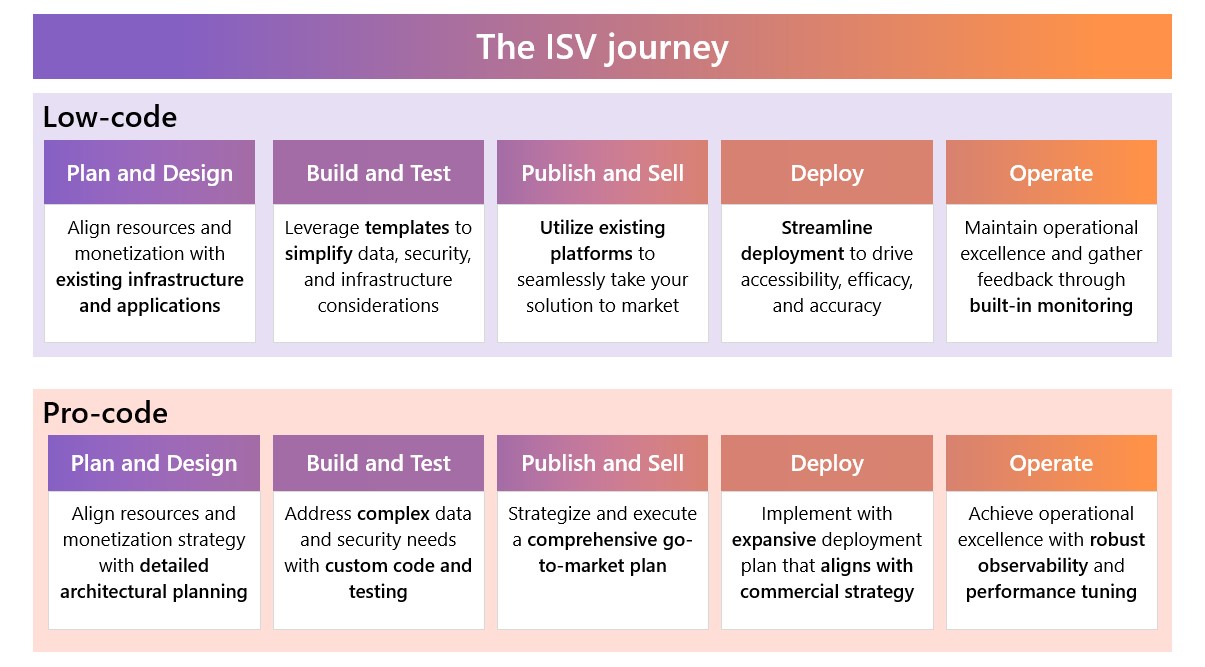 The ISV journey
Low-code
Plan and Design
Align resources and
monetization with
existing infrastructure
and applications
Build and Test
Leverage templates to
simplify data, security,
and infrastructure
considerations
Publish and Sell
Utilize existing
platforms to
seamlessly take your
solution to market
Deploy
Streamline
deployment to drive
accessibility, efficacy,
and accuracy
Operate
Maintain operational
excellence and gather
feedback through
built-in monitoring
Pro-code
Plan and Design
Align resources and
monetization strategy
with detailed
architectural planning
Build and Test
Address complex data
and security needs
with custom code and
testing
Publish and Sell
Strategize and execute
a comprehensive go-
to-market plan
Deploy
Implement with
expansive deployment
plan that aligns with
commercial strategy
Operate
Achieve operational
excellence with robust
observability and
performance tuning